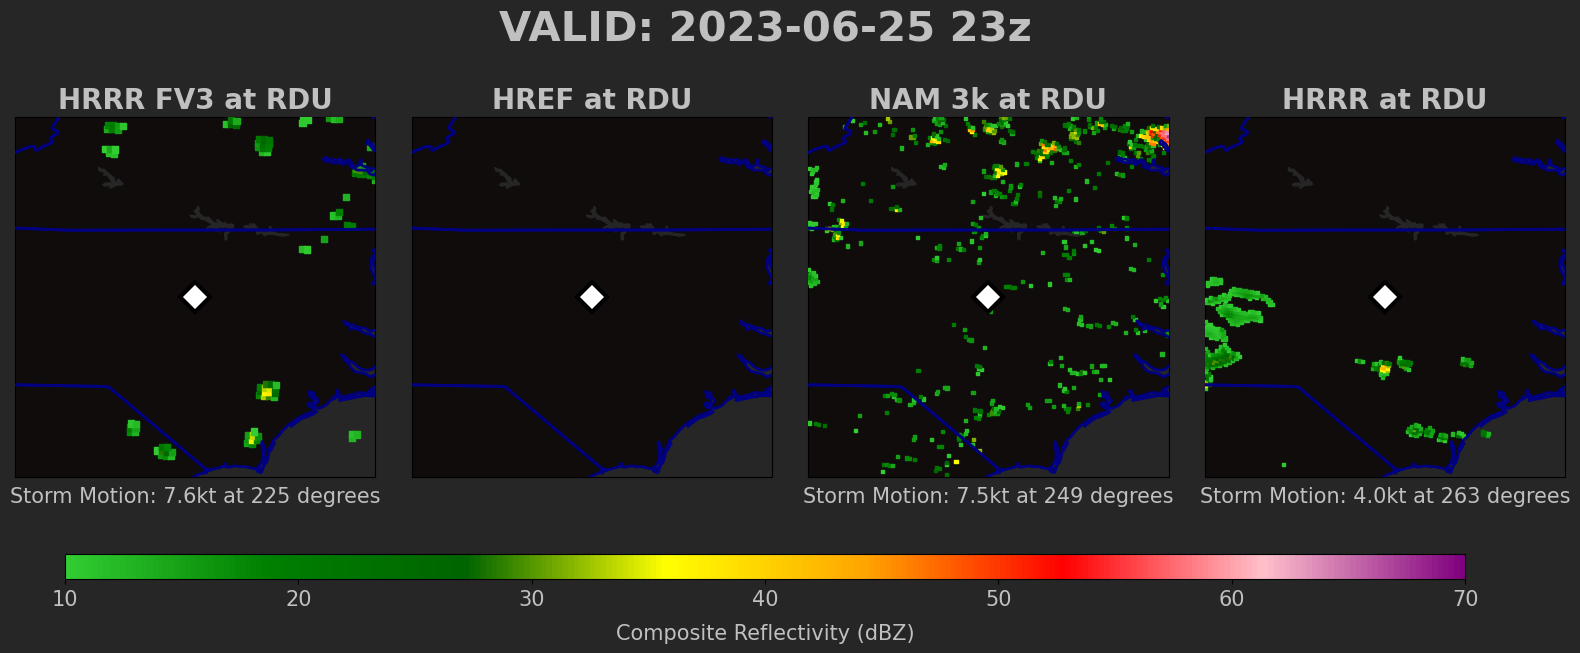 VALID: 2023-06-25 23z
HRRR FV3 at RDU
HREF at RDU
NAM 3k at RDU
HRRR at RDU
Storm Motion: 7.6kt at 225 degrees
Storm Motion: 7.5kt at 249 degrees
Storm Motion: 4.0kt at 263 degrees
10 20 30 40 50 60 70
Composite Reflectivity (dBZ)